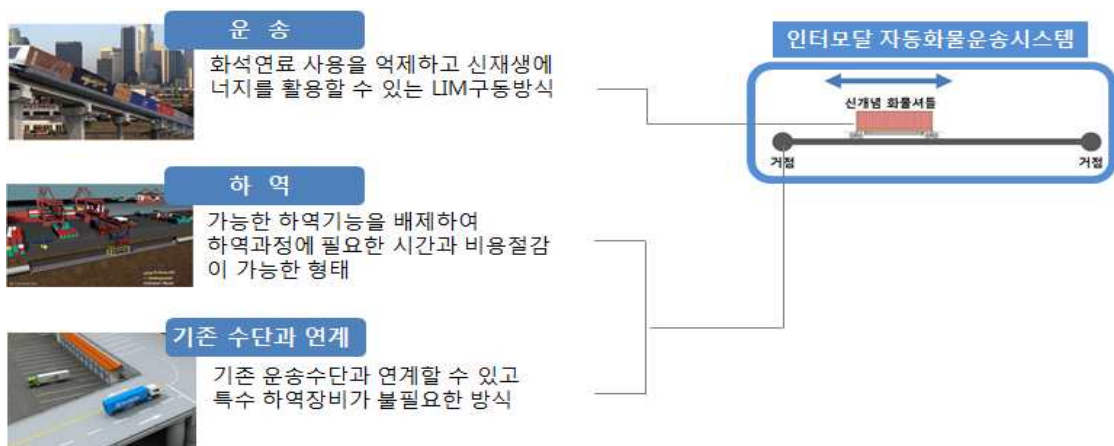 운 송
화석연료 사용을 억제하고 신재생에
너지를 활용할 수 있는 LIM구동방식
하 역
가능한 하역기능을 배제하여
하역과정에 필요한 시간과 비용절감
이 가능한 형태
기존 수단과 연계
기존 운송수단과 연계할 수 있고
특수 하역장비가 불필요한 방식
인터모달 자동화물운송시스템
신개념 화물셔틀
거점
거점